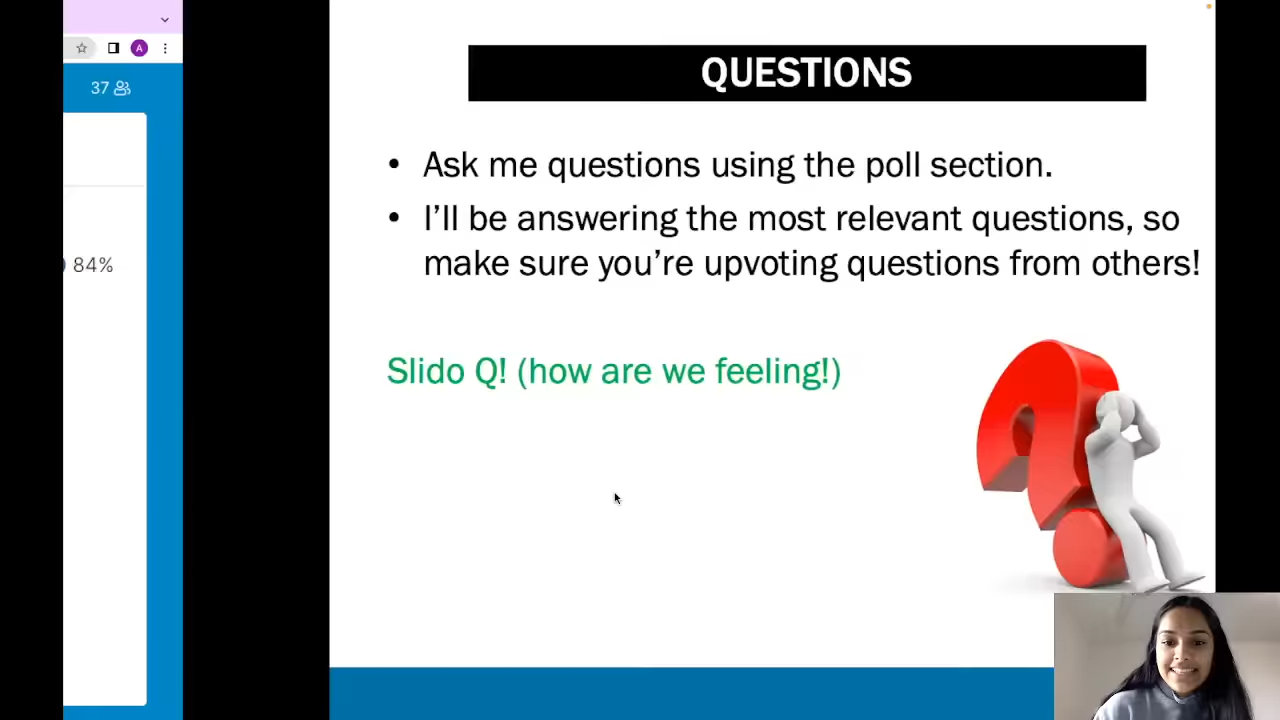 A
37
84%
QUESTIONS
• Ask me questions using the poll section.
• I’ll be answering the most relevant questions, so
make sure you’re upvoting questions from others!
Slido Q! (how are we feeling!)